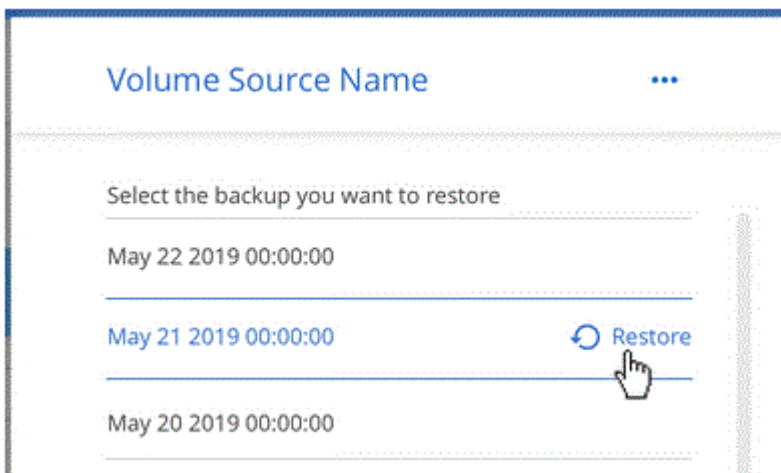 Volume Source Name
Select the backup you want to restore
May 22 2019 00:00:00
May 21 2019 00:00:00 Restore
May 20 2019 00:00:00